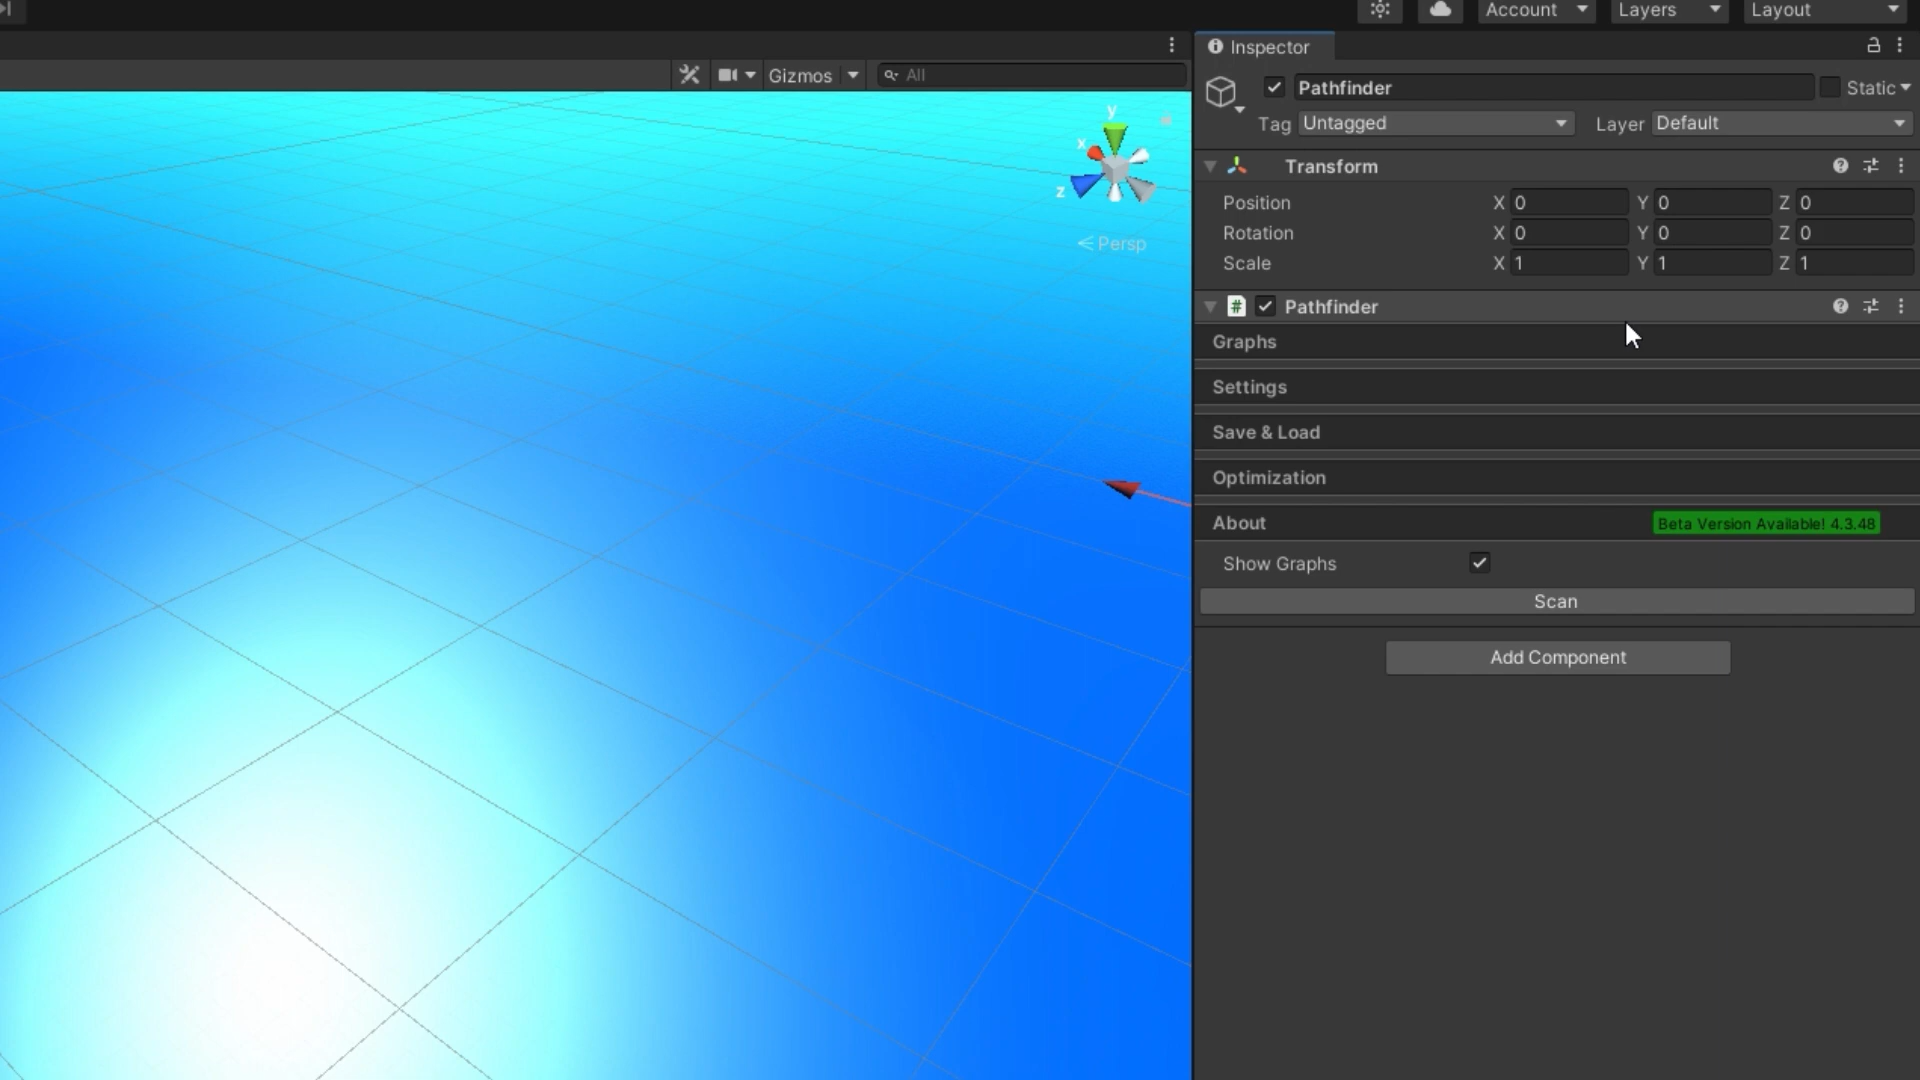 Account Layers Layout
Inspector
Gizmos All
Pathfinder Static
Tag Untagged Layer Default
Transform
Position X 0 Y 0 Z 0
Rotation X 0 Y 0 Z 0
Scale X 1 Y 1 Z 1
Pathfinder
Graphs
Settings
Save & Load
Optimization
About Beta Version Available! 4.3.48
Show Graphs
Scan
Add Component
y
x
z
Persp